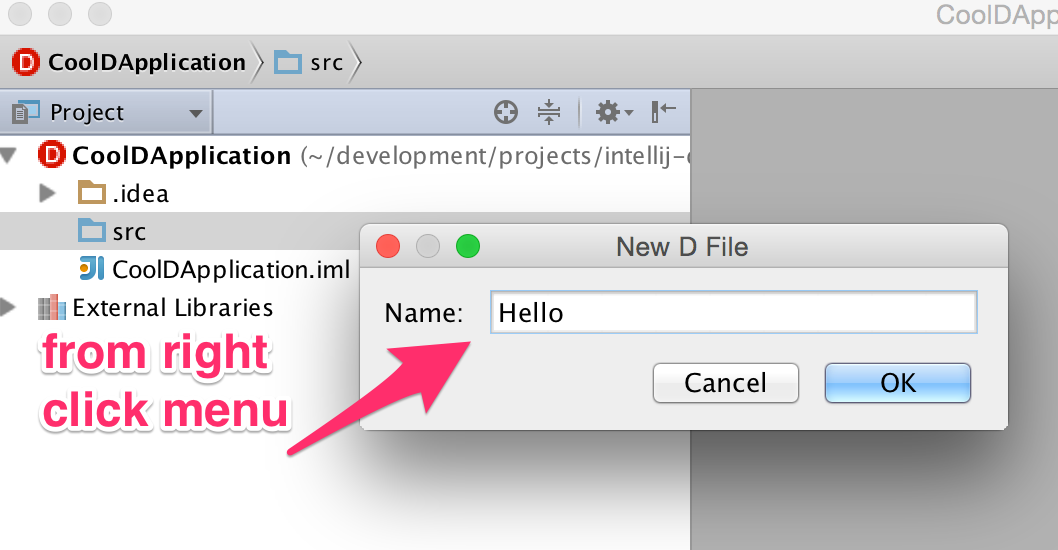 CoolDApp
CoolDApplication src
Project
CoolDApplication (~/development/projects/intellij-
.idea
src
CoolDApplication.iml
External Libraries
from right
click menu
New D File
Name: Hello
Cancel OK